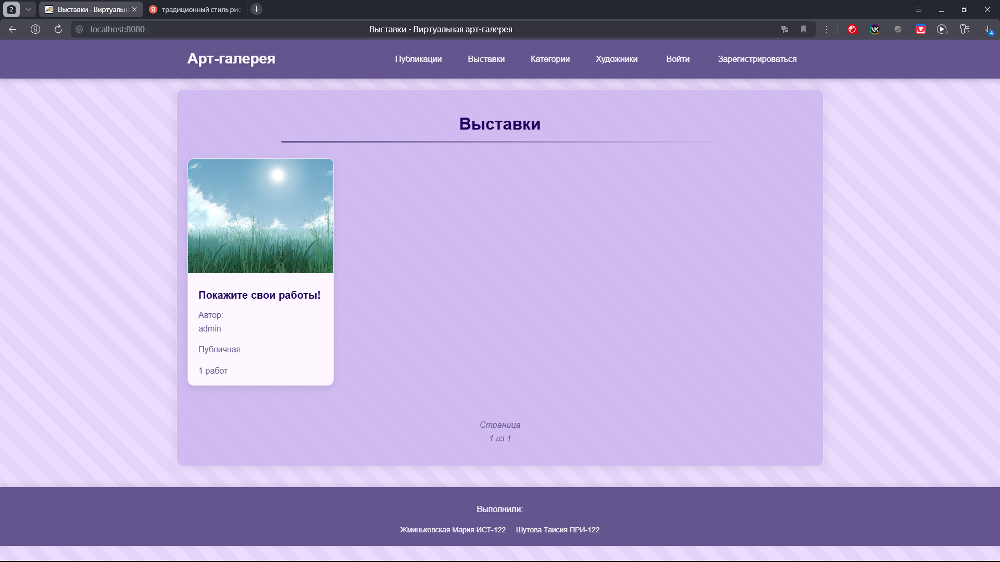 2
Выставки - Виртуальна
традиционный стиль рис
localhost:8080
Выставки - Виртуальная арт-галерея
4
Арт-галерея
Публикации
Выставки
Категории
Художники
Войти
Зарегистрироваться
Выставки
Покажите свои работы!
Автор:
admin
Публичная
1 работ
Страница
1 из 1
Выполнили:
Жминьковская Мария ИСТ-122
Шутова Таисия ПРИ-122